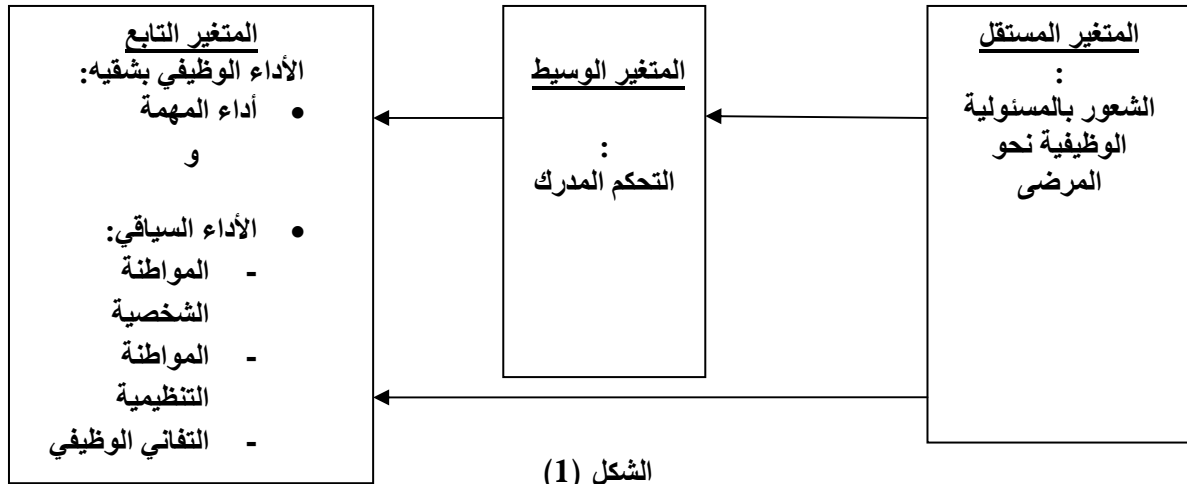 المتغير المستقل
:
الشعور بالمسئولية
الوظيفية نحو
المرضى
المتغير الوسيط
:
التحكم المدرك
المتغير التابع
الأداء الوظيفي بشقيه:
• أداء المهمة
و
• الأداء السياقي:
- المواطنة
الشخصية
- المواطنة
التنظيمية
- التفاني الوظيفي
الشكل (1)